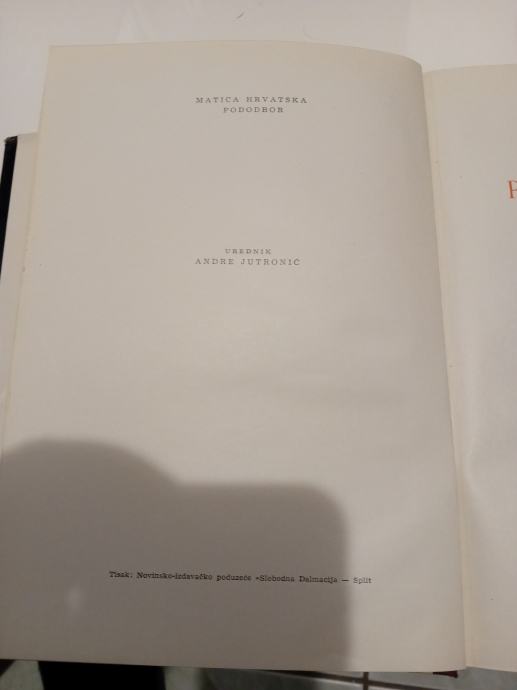 MATICA HRVATSKA
PODODBOR
UREDNIK
ANDRE JUTRONIĆ
Tisak: Novinsko-izdavačko poduzeće »Slobodna Dalmacija — Split